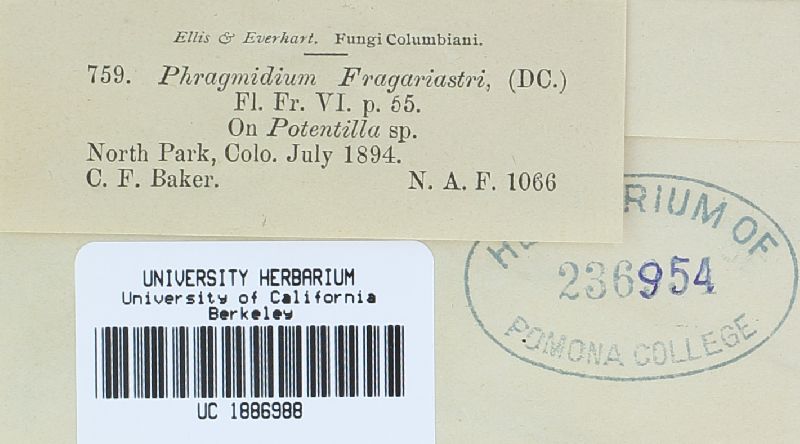 Ellis & Everhart. Fungi Columbiani.
759. Phragmidium Fragariastri, (DC.)
Fl. Fr. VI. p. 55.
On Potentilla sp.
North Park, Colo. July 1894.
C. F. Baker. N. A. F. 1066
UNIVERSITY HERBARIUM
University of California
Berkeley
UC 1886988
RIUM OF
236954
POMONA COLLEGE